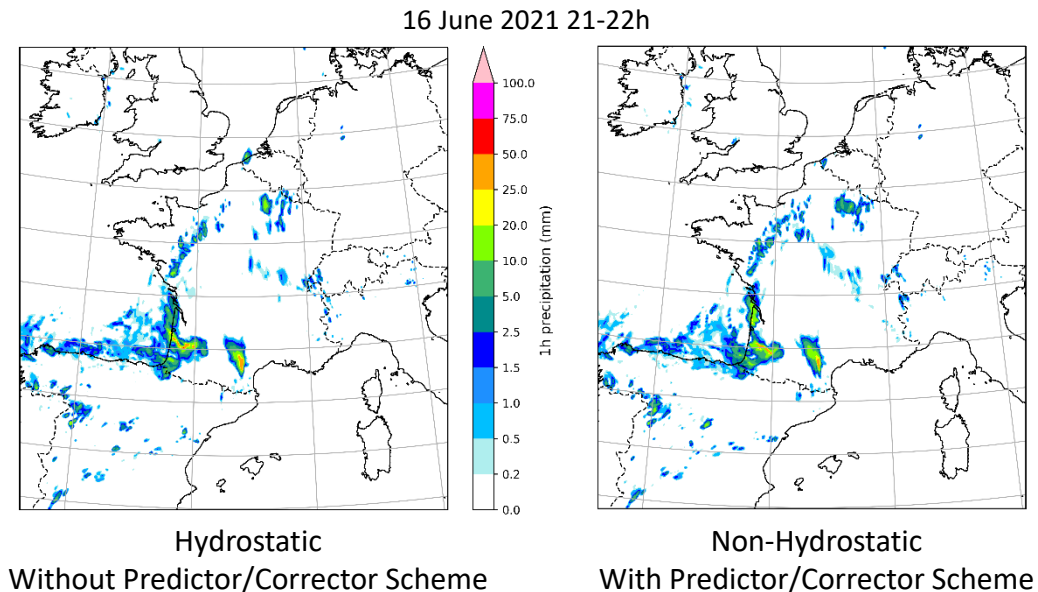 16 June 2021 21-22h
100.0
75.0
50.0
25.0
20.0
10.0
5.0
2.5
1.5
1.0
0.5
0.2
0.0
1h precipitation (mm)
Hydrostatic
Without Predictor/Corrector Scheme
Non-Hydrostatic
With Predictor/Corrector Scheme